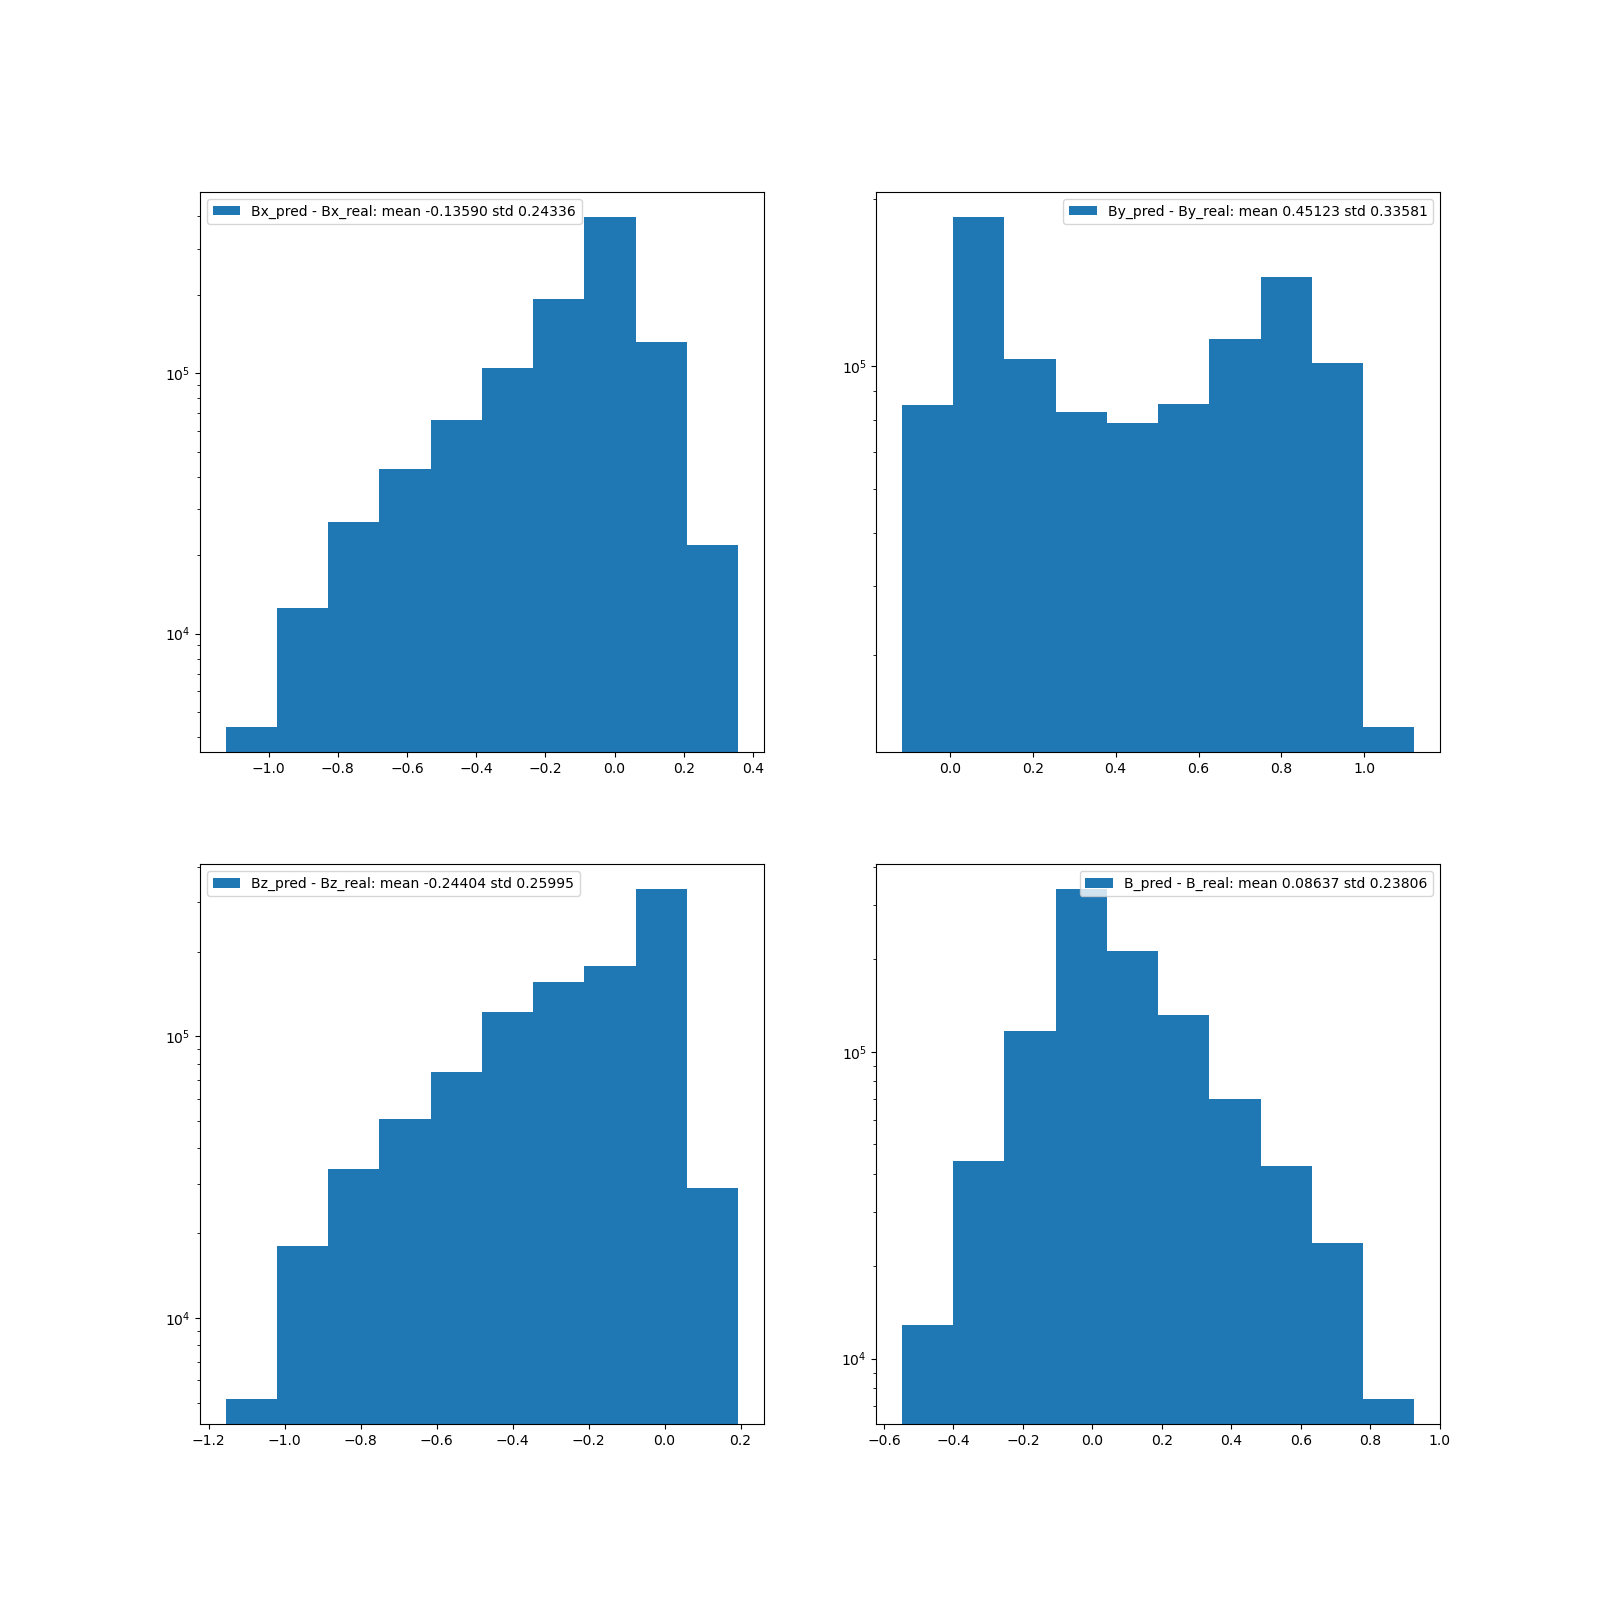 Bx_pred - Bx_real: mean -0.13590 std 0.24336
10^5
10^4
−1.0 −0.8 −0.6 −0.4 −0.2 0.0 0.2 0.4
By_pred - By_real: mean 0.45123 std 0.33581
10^5
0.0 0.2 0.4 0.6 0.8 1.0
Bz_pred - Bz_real: mean -0.24404 std 0.25995
10^5
10^4
−1.2 −1.0 −0.8 −0.6 −0.4 −0.2 0.0 0.2
B_pred - B_real: mean 0.08637 std 0.23806
10^5
10^4
−0.6 −0.4 −0.2 0.0 0.2 0.4 0.6 0.8 1.0